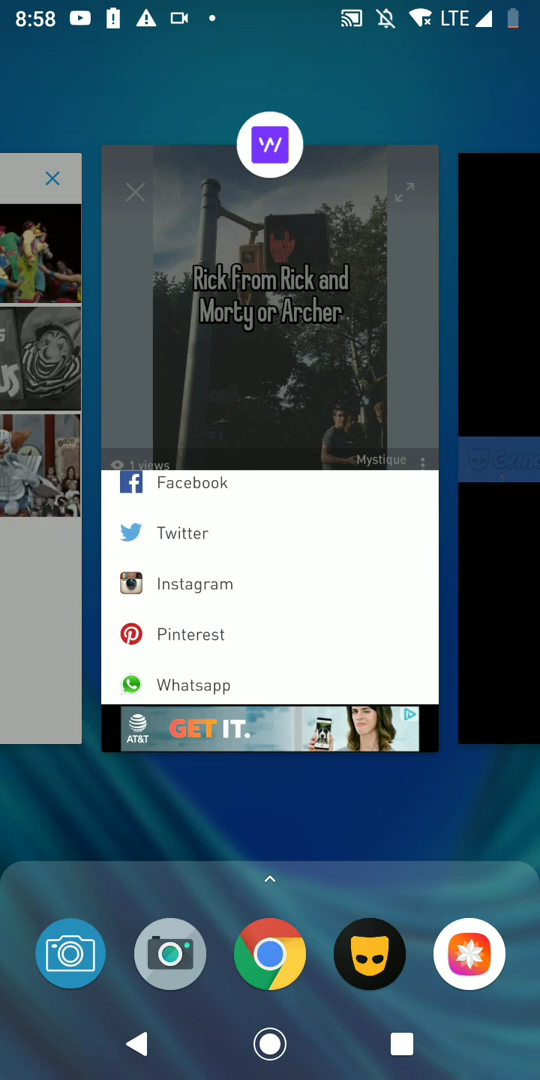 8:58
LTE
Rick from Rick and
Morty or Archer
1 views
Mystique
Facebook
Twitter
Instagram
Pinterest
Whatsapp
AT&T
GET IT.